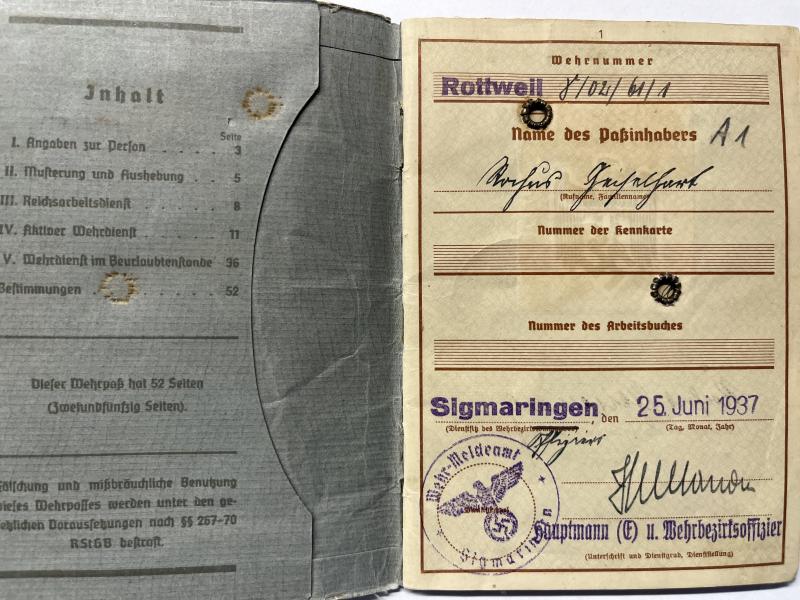 Inhalt
Seite
I. Angaben zur Person . . . . . 3
II. Musterung und Aushebung . . . 5
III. Reichsarbeitsdienst . . . . . 8
IV. Aktiver Wehrdienst . . . . . 11
V. Wehrdienst im Beurlaubtenstande 36
Bestimmungen . . . . . 52
Dieser Wehrpaß hat 52 Seiten
(Zweiundfünfzig Seiten).
Fälschung und mißbräuchliche Benutzung
dieses Wehrpasses werden unter den ge-
setzlichen Voraussetzungen nach §§ 267-70
RStGB bestraft.
1
Wehrnummer
Rottweil 8/02/61/1
Name des Paßinhabers A1
Rochus Geiselhart
(Rufname, Familienname)
Nummer der Kennkarte
Nummer des Arbeitsbuches
Sigmaringen, den 25. Juni 1937
(Dienstsitz des Wehrbezirks (Tag, Monat, Jahr)
Wehr-Meldeamt
Sigmaringen
Hauptmann (E) u. Wehrbezirksoffizier
(Unterschrift und Dienstgrad, Dienststellung)